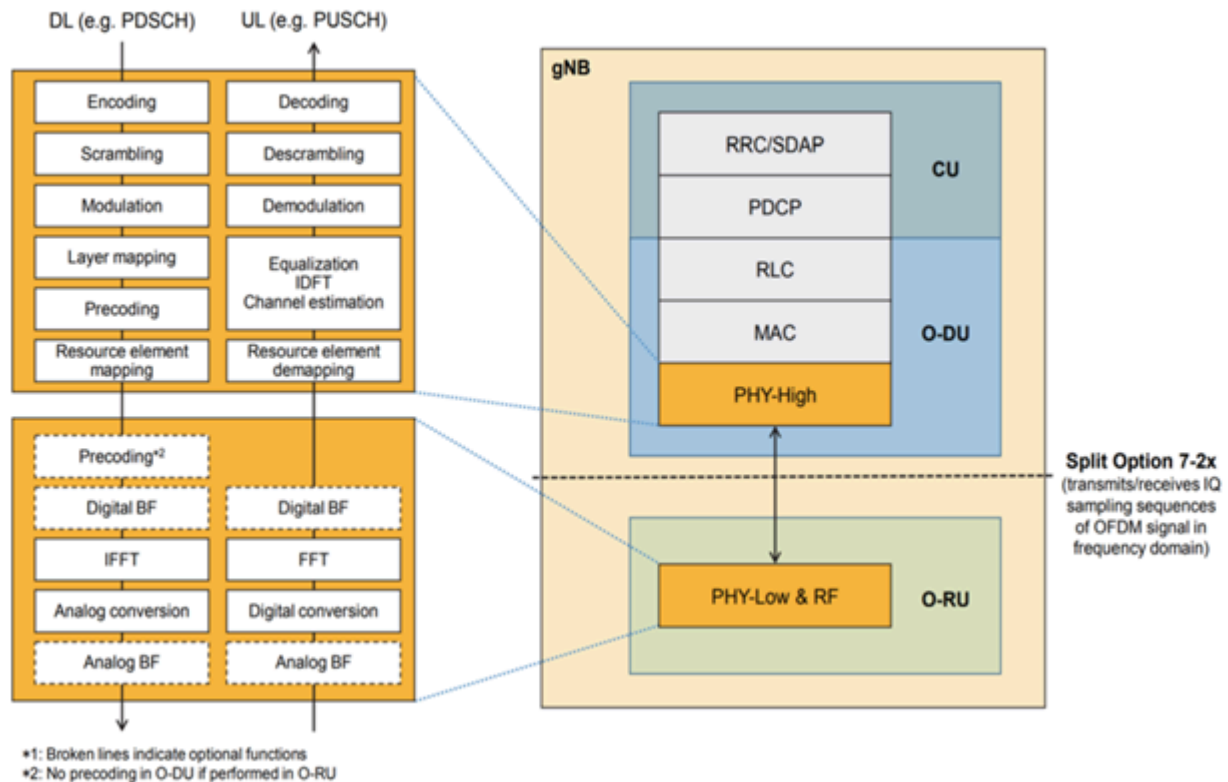 DL (e.g. PDSCH)
UL (e.g. PUSCH)
Encoding
Scrambling
Modulation
Layer mapping
Precoding
Resource element
mapping
Decoding
Descrambling
Demodulation
Equalization
IDFT
Channel estimation
Resource element
demapping
Precoding*2
Digital BF
IFFT
Analog conversion
Analog BF
Digital BF
FFT
Digital conversion
Analog BF
*1: Broken lines indicate optional functions
*2: No precoding in O-DU if performed in O-RU
gNB
RRC/SDAP
PDCP
CU
RLC
MAC
O-DU
PHY-High
Split Option 7-2x
(transmits/receives IQ
sampling sequences
of OFDM signal in
frequency domain)
PHY-Low & RF
O-RU